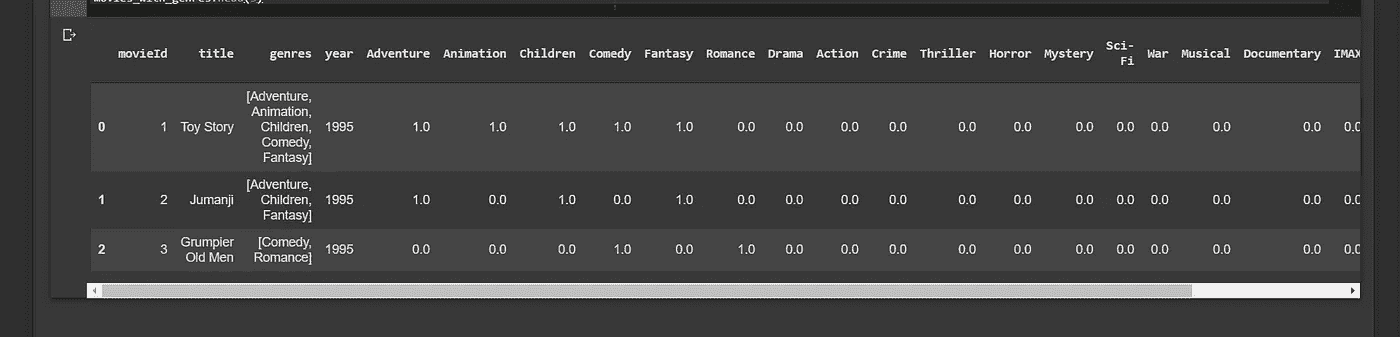 movies_with_genres.head(3)
movieId title genres year Adventure Animation Children Comedy Fantasy Romance Drama Action Crime Thriller Horror Mystery Sci-
Fi War Musical Documentary IMAX
[Adventure,
Animation,
0 1 Toy Story Children, 1995 1.0 1.0 1.0 1.0 1.0 0.0 0.0 0.0 0.0 0.0 0.0 0.0 0.0 0.0 0.0 0.0 0.0
Comedy,
Fantasy]
[Adventure,
1 2 Jumanji Children, 1995 1.0 0.0 1.0 0.0 1.0 0.0 0.0 0.0 0.0 0.0 0.0 0.0 0.0 0.0 0.0 0.0 0.0
Fantasy]
2 3 Grumpier Old Men [Comedy, Romance] 1995 0.0 0.0 0.0 1.0 0.0 1.0 0.0 0.0 0.0 0.0 0.0 0.0 0.0 0.0 0.0 0.0 0.0